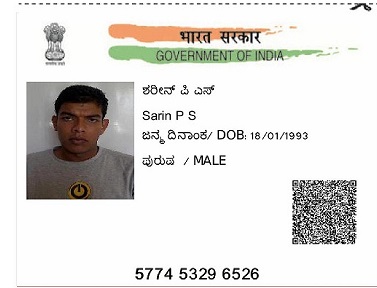 भारत सरकार
GOVERNMENT OF INDIA
ಶರೀನ್ ಪಿ ಎಸ್
Sarin P S
ಜನ್ಮ ದಿನಾಂಕ/ DOB: 18/01/1993
ಪುರುಷ / MALE
5774 5329 6526